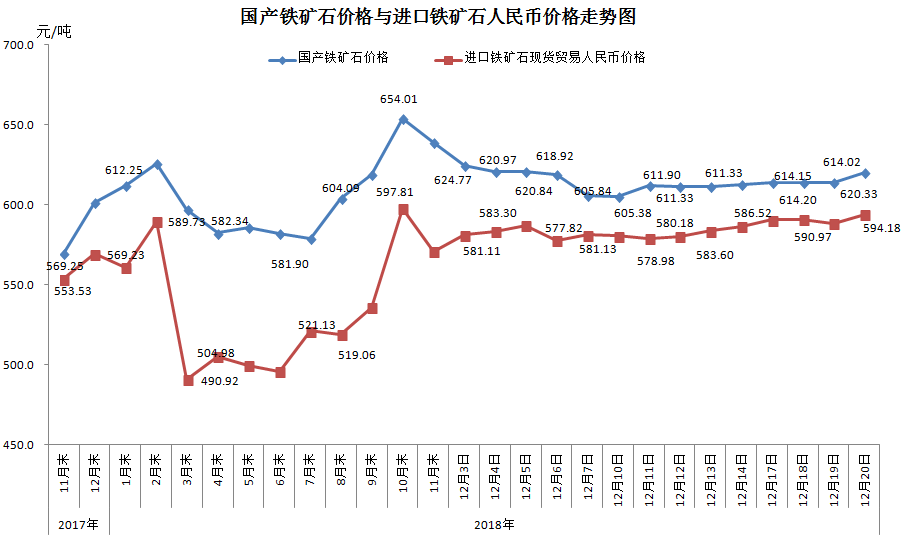 国产铁矿石价格与进口铁矿石人民币价格走势图
元/吨
国产铁矿石价格
进口铁矿石现货贸易人民币价格
700.0
650.0
600.0
550.0
500.0
450.0
569.25
612.25
582.34
581.90
604.09
654.01
624.77
620.97
620.84
618.92
605.84
605.38
611.90
611.33
611.33
614.15
614.20
614.02
620.33
553.53
569.23
589.73
490.92
504.98
521.13
519.06
597.81
581.11
583.30
577.82
581.13
578.98
580.18
583.60
586.52
590.97
594.18
11月末
12月末
1月末
2月末
3月末
4月末
5月末
6月末
7月末
8月末
9月末
10月末
11月末
12月3日
12月4日
12月5日
12月6日
12月7日
12月10日
12月11日
12月12日
12月13日
12月14日
12月17日
12月18日
12月19日
12月20日
2017年
2018年